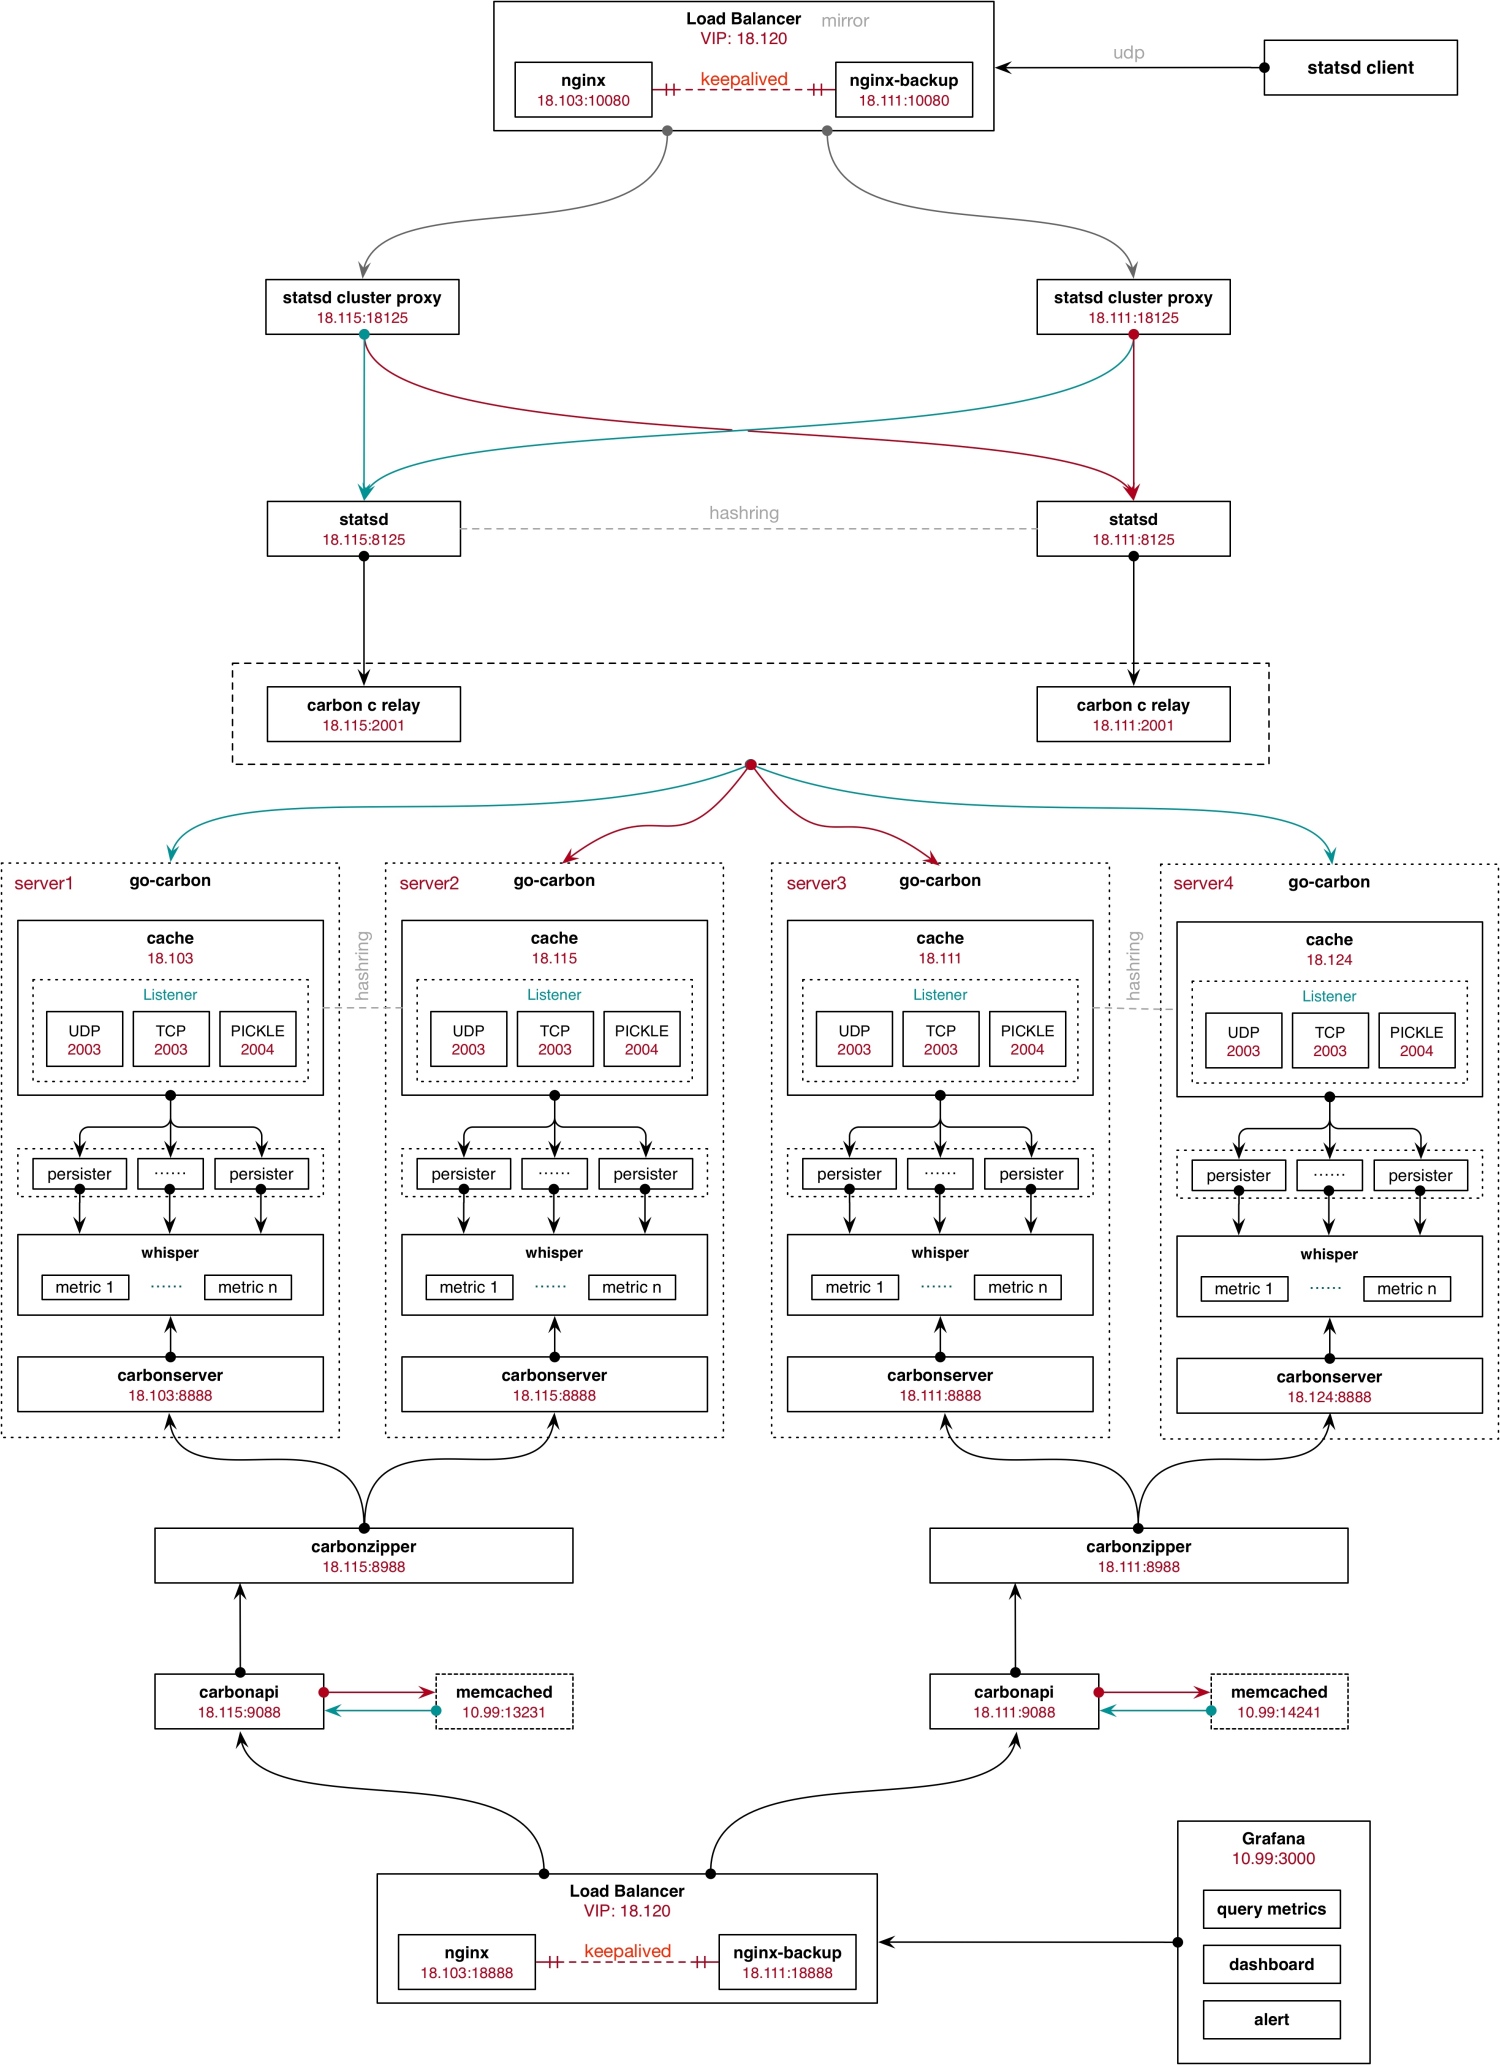 Load Balancer mirror
VIP: 18.120
nginx
18.103:10080
keepalived
nginx-backup
18.111:10080
udp
statsd client
statsd cluster proxy
18.115:18125
statsd cluster proxy
18.111:18125
statsd
18.115:8125
hashring
statsd
18.111:8125
carbon c relay
18.115:2001
carbon c relay
18.111:2001
server1
go-carbon
cache
18.103
Listener
UDP
2003
TCP
2003
PICKLE
2004
persister
......
persister
whisper
metric 1
......
metric n
carbonserver
18.103:8888
hashring
server2
go-carbon
cache
18.115
Listener
UDP
2003
TCP
2003
PICKLE
2004
persister
......
persister
whisper
metric 1
......
metric n
carbonserver
18.115:8888
server3
go-carbon
cache
18.111
Listener
UDP
2003
TCP
2003
PICKLE
2004
persister
......
persister
whisper
metric 1
......
metric n
carbonserver
18.111:8888
hashring
server4
go-carbon
cache
18.124
Listener
UDP
2003
TCP
2003
PICKLE
2004
persister
......
persister
whisper
metric 1
......
metric n
carbonserver
18.124:8888
carbonzipper
18.115:8988
carbonzipper
18.111:8988
carbonapi
18.115:9088
memcached
10.99:13231
carbonapi
18.111:9088
memcached
10.99:14241
Load Balancer
VIP: 18.120
nginx
18.103:18888
keepalived
nginx-backup
18.111:18888
Grafana
10.99:3000
query metrics
dashboard
alert